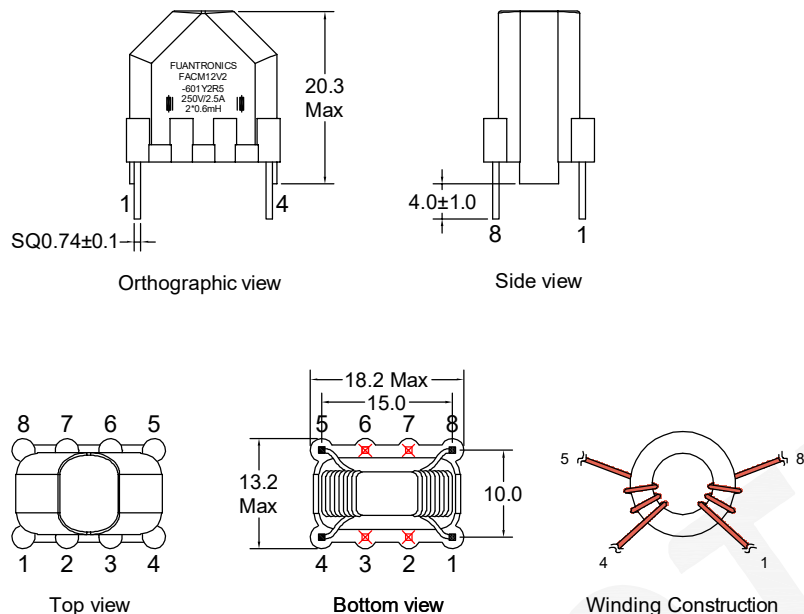 FUANTRONICS
FACM12V2
-601Y2R5
250V/2.5A
2*0.6mH
20.3
Max
1
4
SQ0.74±0.1
Orthographic view
4.0±1.0
8
1
Side view
8 7 6 5
1 2 3 4
Top view
18.2 Max
15.0
5 6 7 8
13.2
Max
10.0
4 3 2 1
Bottom view
5
8
4
1
Winding Construction